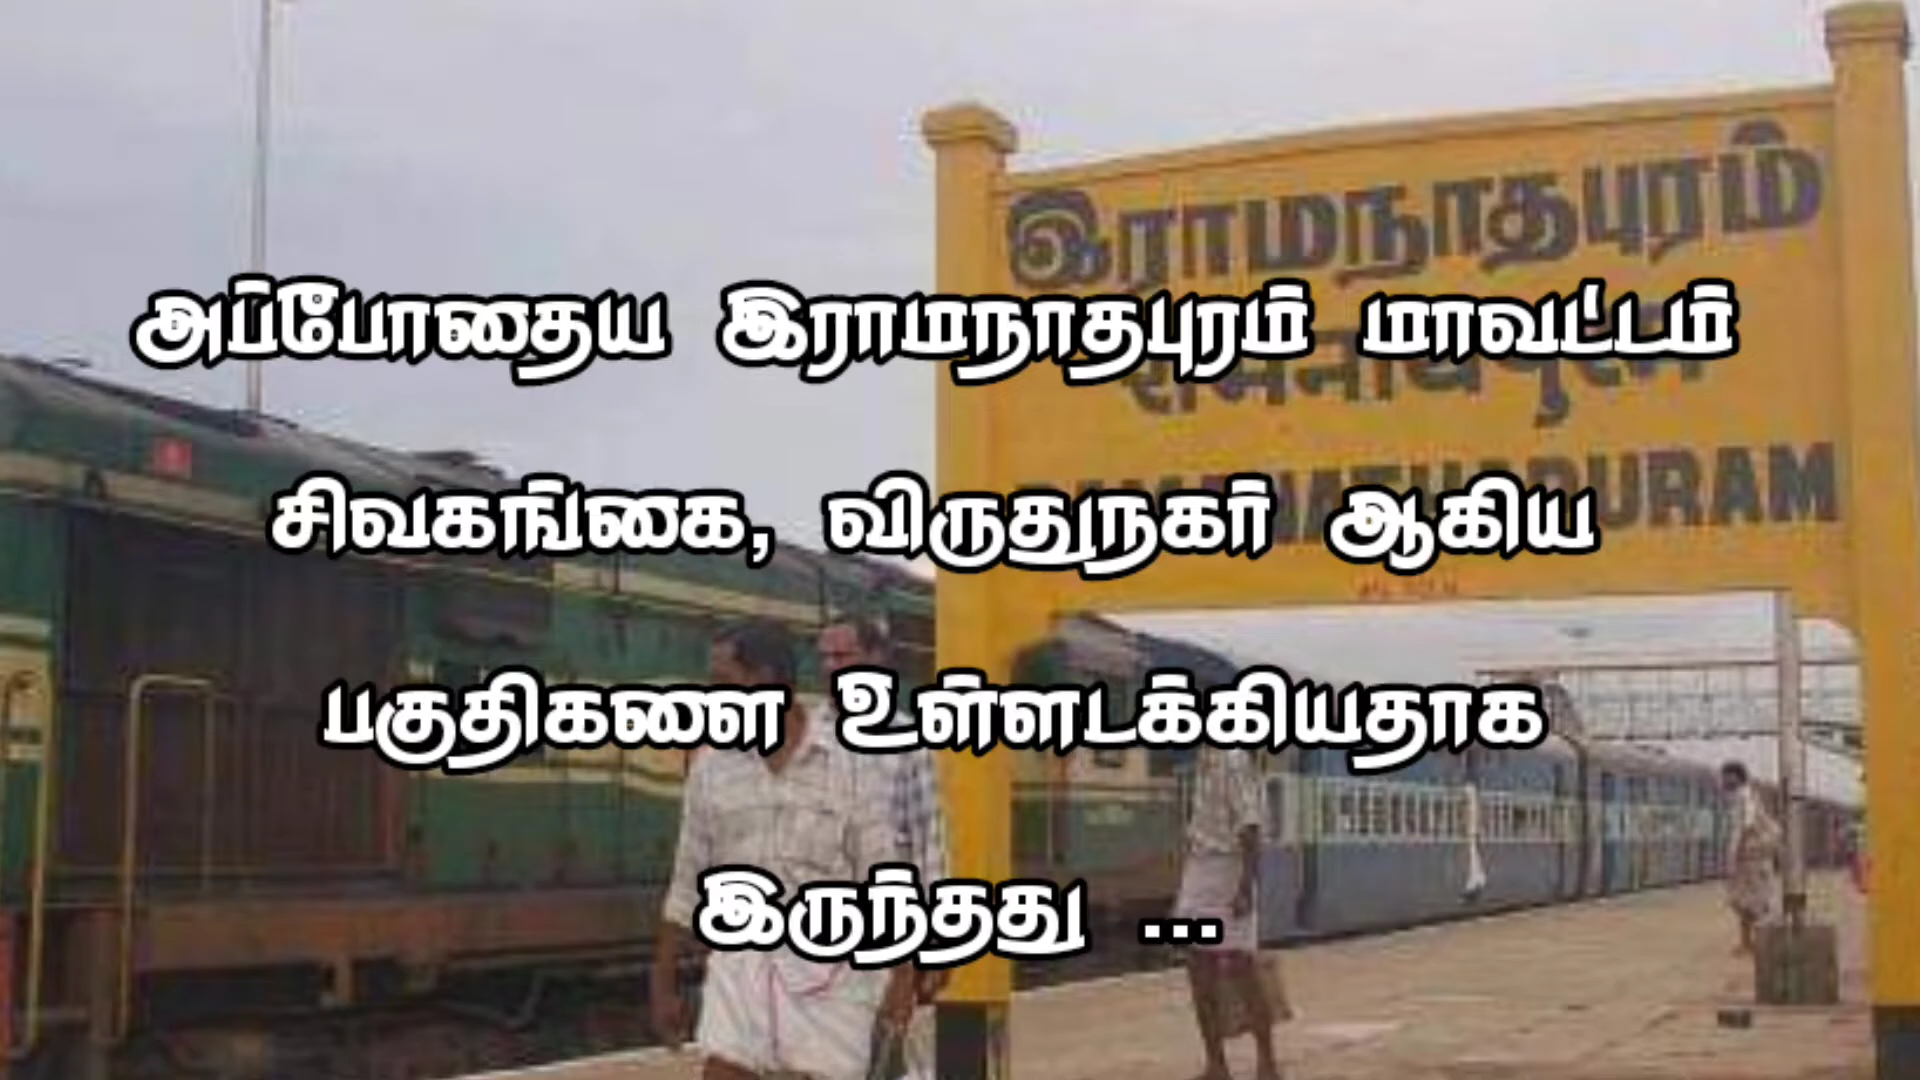 இராமநாதபுரம்
அப்போதைய இராமநாதபுரம் மாவட்டம்
சிவகங்கை, விருதுநகர் ஆகிய
பகுதிகளை உள்ளடக்கியதாக
இருந்தது ...